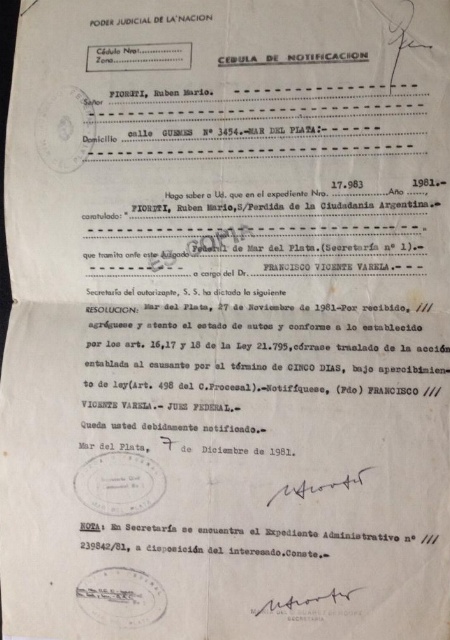 PODER JUDICIAL DE LA NACION
Cédula Nro:
Zona
CEDULA DE NOTIFICACION
Señor FIORITI, Ruben Mario.
Domicilio calle GUEMES Nº 3454.-MAR DEL PLATA:-
Hago saber a Ud. que en el expediente Nro. 17.983 Año 1981.-
caratulado: "FIORITI, Ruben Mario,S/Perdida de la Ciudadania Argentina.-
ES COPIA
que tramita ante este Juzgado Federal de Mar del Plata.(Secretaría nº 1).-
a cargo del Dr. FRANCISCO VICENTE VARELA.-
Secretaría del autorizante, S. S. ha dictado la siguiente
RESOLUCION: Mar del Plata, 27 de Noviembre de 1981-Por recibido, ///
agréguese y atento el estado de autos y conforme a lo establecido
por los art. 16,17 y 18 de la Ley 21.795,córrase traslado de la acción
entablada al causante por el término de CINCO DIAS, bajo apercibimien
to de ley(Art. 498 del C.Procesal).-Notifíquese, (Fdo) FRANCISCO ///
VICENTE VARELA.- JUEZ FEDERAL.-
Queda usted debidamente notificado.-
Mar del Plata, 7 de Diciembre de 1981.
MAR DEL PLATA
NOTA: En Secretaría se encuentra el Expediente Administrativo nº ///
239842/81, a disposición del interesado.Conste.-
SECRETARIA